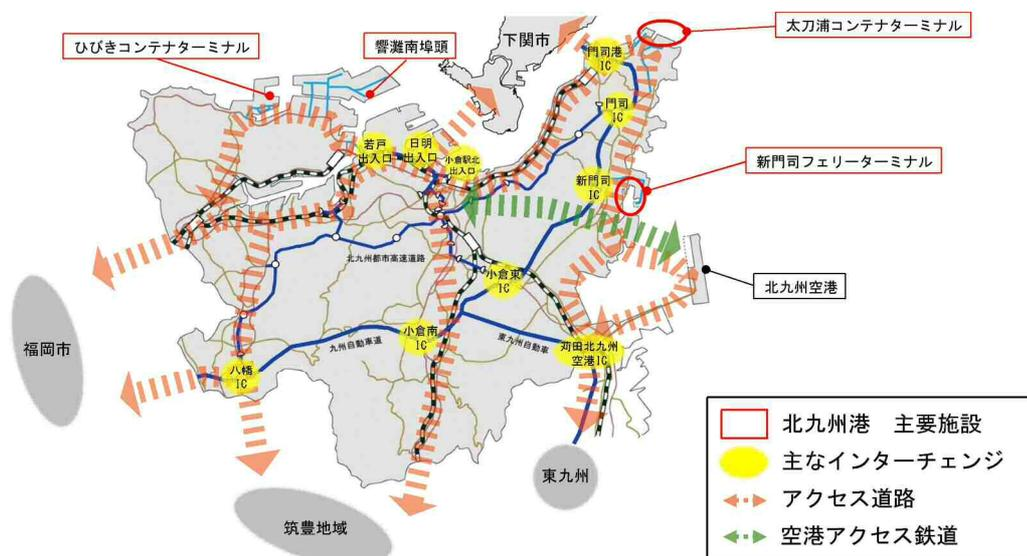 太刀浦コンテナターミナル
下関市
ひびきコンテナターミナル
響灘南埠頭
門司港
IC
門司
IC
若戸
出入口
日明
出入口
小倉駅北
出入口
新門司フェリーターミナル
新門司
IC
北九州都市高速道路
小倉東
IC
北九州空港
福岡市
小倉南
IC
九州自動車道
東九州自動車
苅田北九州
空港IC
八幡
IC
東九州
筑豊地域
北九州港 主要施設
主なインターチェンジ
アクセス道路
空港アクセス鉄道